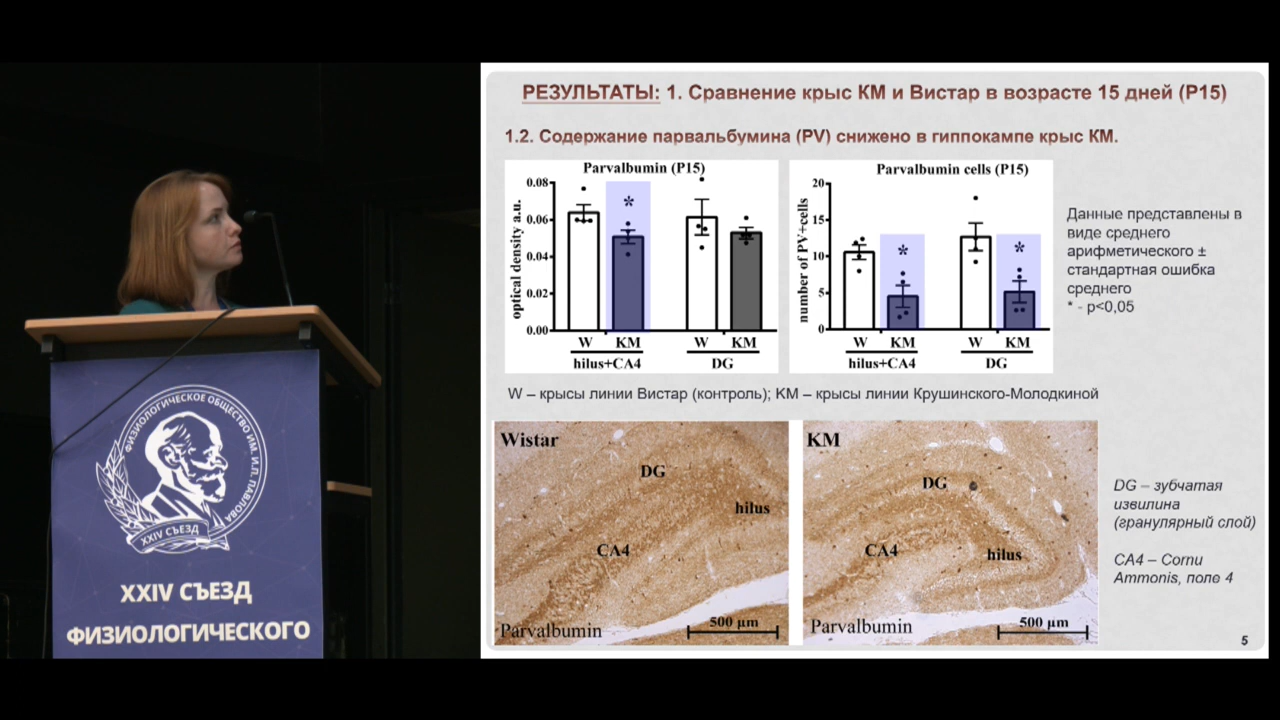 РЕЗУЛЬТАТЫ: 1. Сравнение крыс КМ и Вистар в возрасте 15 дней (P15)
1.2. Содержание парвальбумина (PV) снижено в гиппокампе крыс КМ.
Parvalbumin (P15)
optical density a.u.
0.08
0.06
0.04
0.02
0.00
*
W KM W KM
hilus+CA4 DG
Parvalbumin cells (P15)
number of PV+cells
20
15
10
5
0
* *
W KM W KM
hilus+CA4 DG
Данные представлены в
виде среднего
арифметического ±
стандартная ошибка
среднего
* - p<0,05
W – крысы линии Вистар (контроль); КМ – крысы линии Крушинского-Молодкиной
Wistar
DG
hilus
CA4
Parvalbumin
500 µm
KM
DG
CA4
hilus
Parvalbumin
500 µm
DG – зубчатая
извилина
(гранулярный слой)
CA4 – Cornu
Ammonis, поле 4
5
ФИЗИОЛОГИЧЕСКОЕ ОБЩЕСТВО ИМ. И.П. ПАВЛОВА
XXIV СЪЕЗД
XXIV СЪЕЗД
ФИЗИОЛОГИЧЕСКОГО